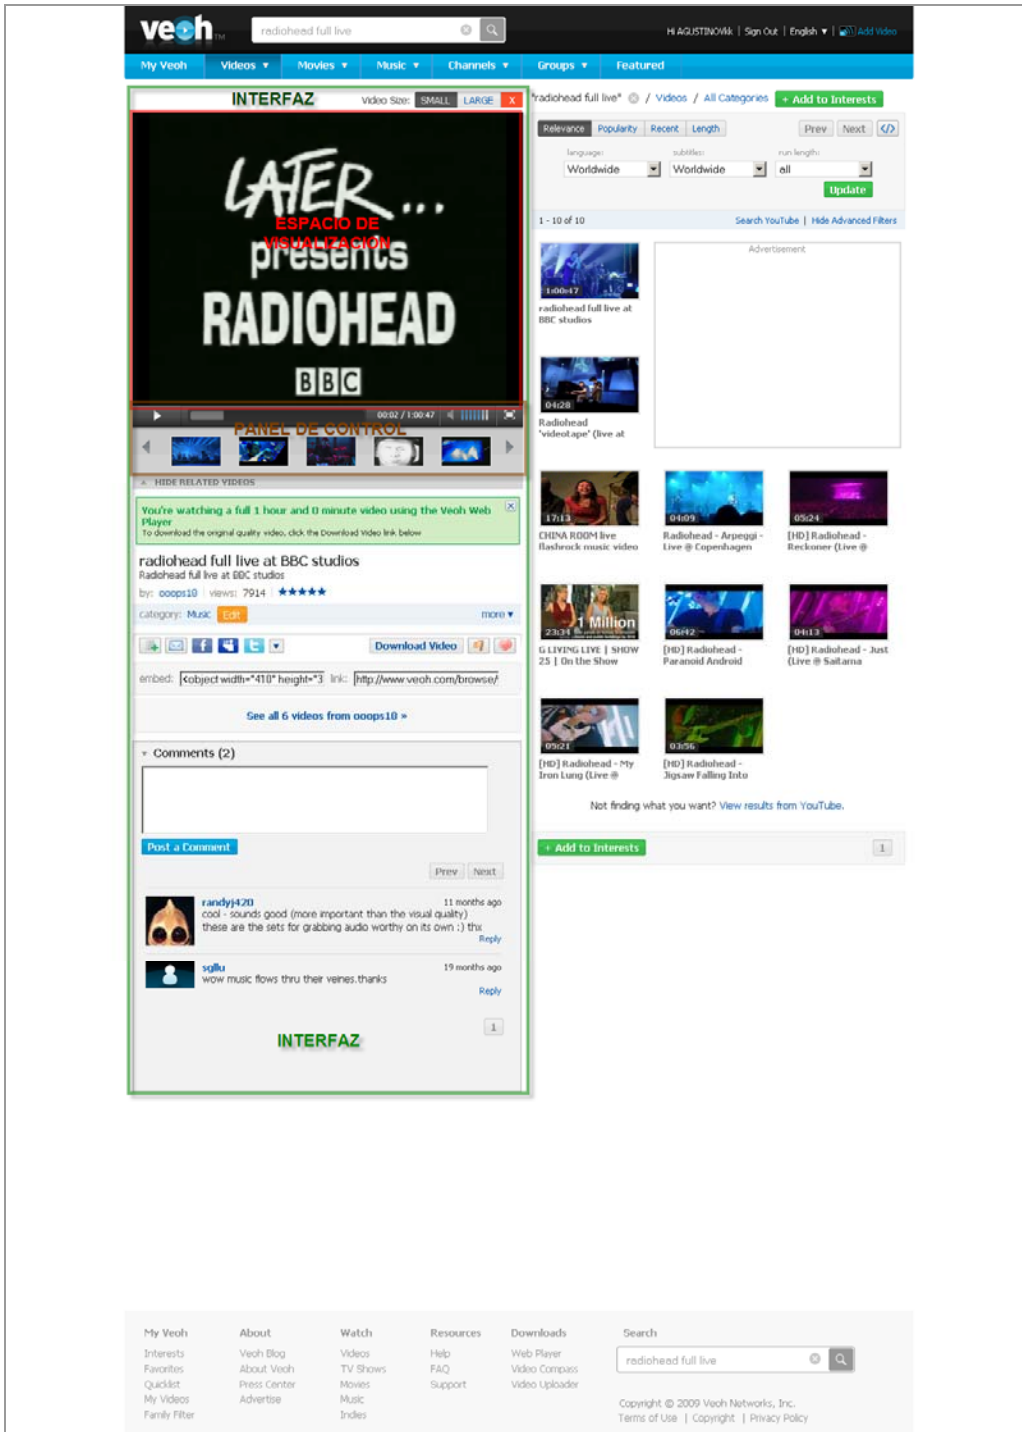 veoh™
radiohead full live
Hi AGUSTINOVkk | Sign Out | English ▼ | Add Video
My Veoh Videos ▼ Movies ▼ Music ▼ Channels ▼ Groups ▼ Featured
INTERFAZ Video Size: SMALL LARGE X
LATER...
ESPACIO DE
VISUALIZACIÓN
presents
RADIOHEAD
BBC
00:02 / 1:00:47
PANEL DE CONTROL
HIDE RELATED VIDEOS
You're watching a full 1 hour and 0 minute video using the Veoh Web
Player
To download the original quality video, click the Download Video link below
radiohead full live at BBC studios
Radiohead full live at BBC studios
by: ooops10 | views: 7914 | ★★★★★
category: Music Edit more ▼
Download Video
embed: <object width="410" height="3 link: http://www.veoh.com/browse/
See all 6 videos from ooops10 »
Comments (2)
Post a Comment
Prev Next
randyj420 11 months ago
cool - sounds good (more important than the visual quality)
these are the sets for grabbing audio worthy on its own :) thx
Reply
sgllu 19 months ago
wow music flows thru their veines.thanks
Reply
1
INTERFAZ
"radiohead full live" / Videos / All Categories + Add to Interests
Relevance Popularity Recent Length Prev Next </>
language: subtitles: run length:
Worldwide Worldwide all
Update
1 - 10 of 10 Search YouTube | Hide Advanced Filters
Advertisement
1:00:47
radiohead full live at
BBC studios
04:28
Radiohead
'videotape' (live at
17:13
CHINA ROOM live
flashrock music video
04:09
Radiohead - Arpeggi -
Live @ Copenhagen
05:24
[HD] Radiohead -
Reckoner (Live @
1 Million
23:34
G LIVING LIVE | SHOW
25 | On the Show
06:42
[HD] Radiohead -
Paranoid Android
04:13
[HD] Radiohead - Just
(Live @ Saitama
05:21
[HD] Radiohead - My
Iron Lung (Live @
03:56
[HD] Radiohead -
Jigsaw Falling Into
Not finding what you want? View results from YouTube.
+ Add to Interests 1
My Veoh
Interests
Favorites
Quicklist
My Videos
Family Filter
About
Veoh Blog
About Veoh
Press Center
Advertise
Watch
Videos
TV Shows
Movies
Music
Indies
Resources
Help
FAQ
Support
Downloads
Web Player
Video Compass
Video Uploader
Search
radiohead full live
Copyright © 2009 Veoh Networks, Inc.
Terms of Use | Copyright | Privacy Policy